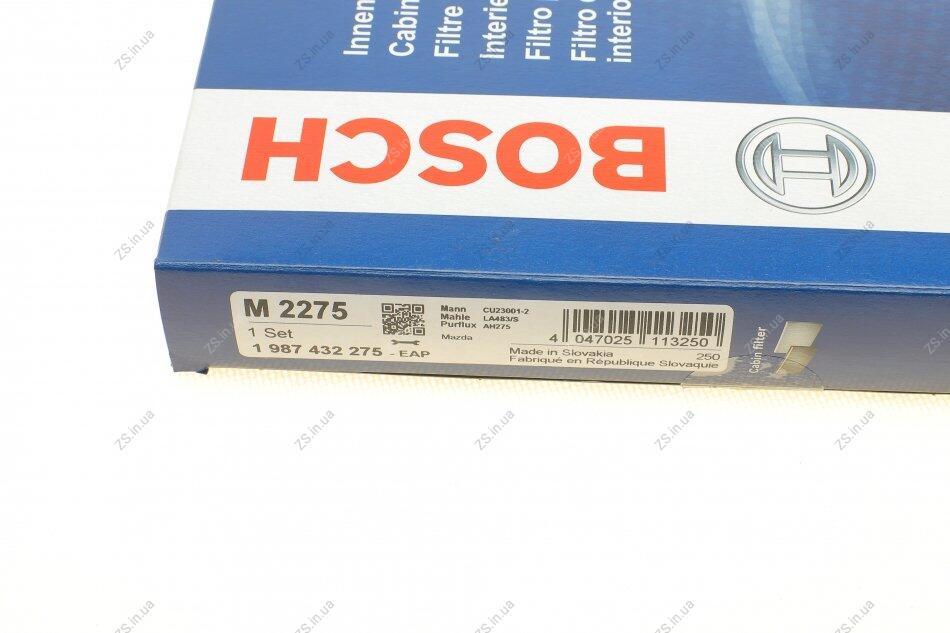 Innen
Cabin
Filtre
Interie
Filtro
Filtro
interio
BOSCH
M 2275
1 Set
1 987 432 275 - EAP
Mann CU23001-2
Mahle LA483/S
Purflux AH275
Mazda
4 047025 113250
Made in Slovakia 250
Fabriqué en République Slovaquie
Cabin filter
ZS.in.ua